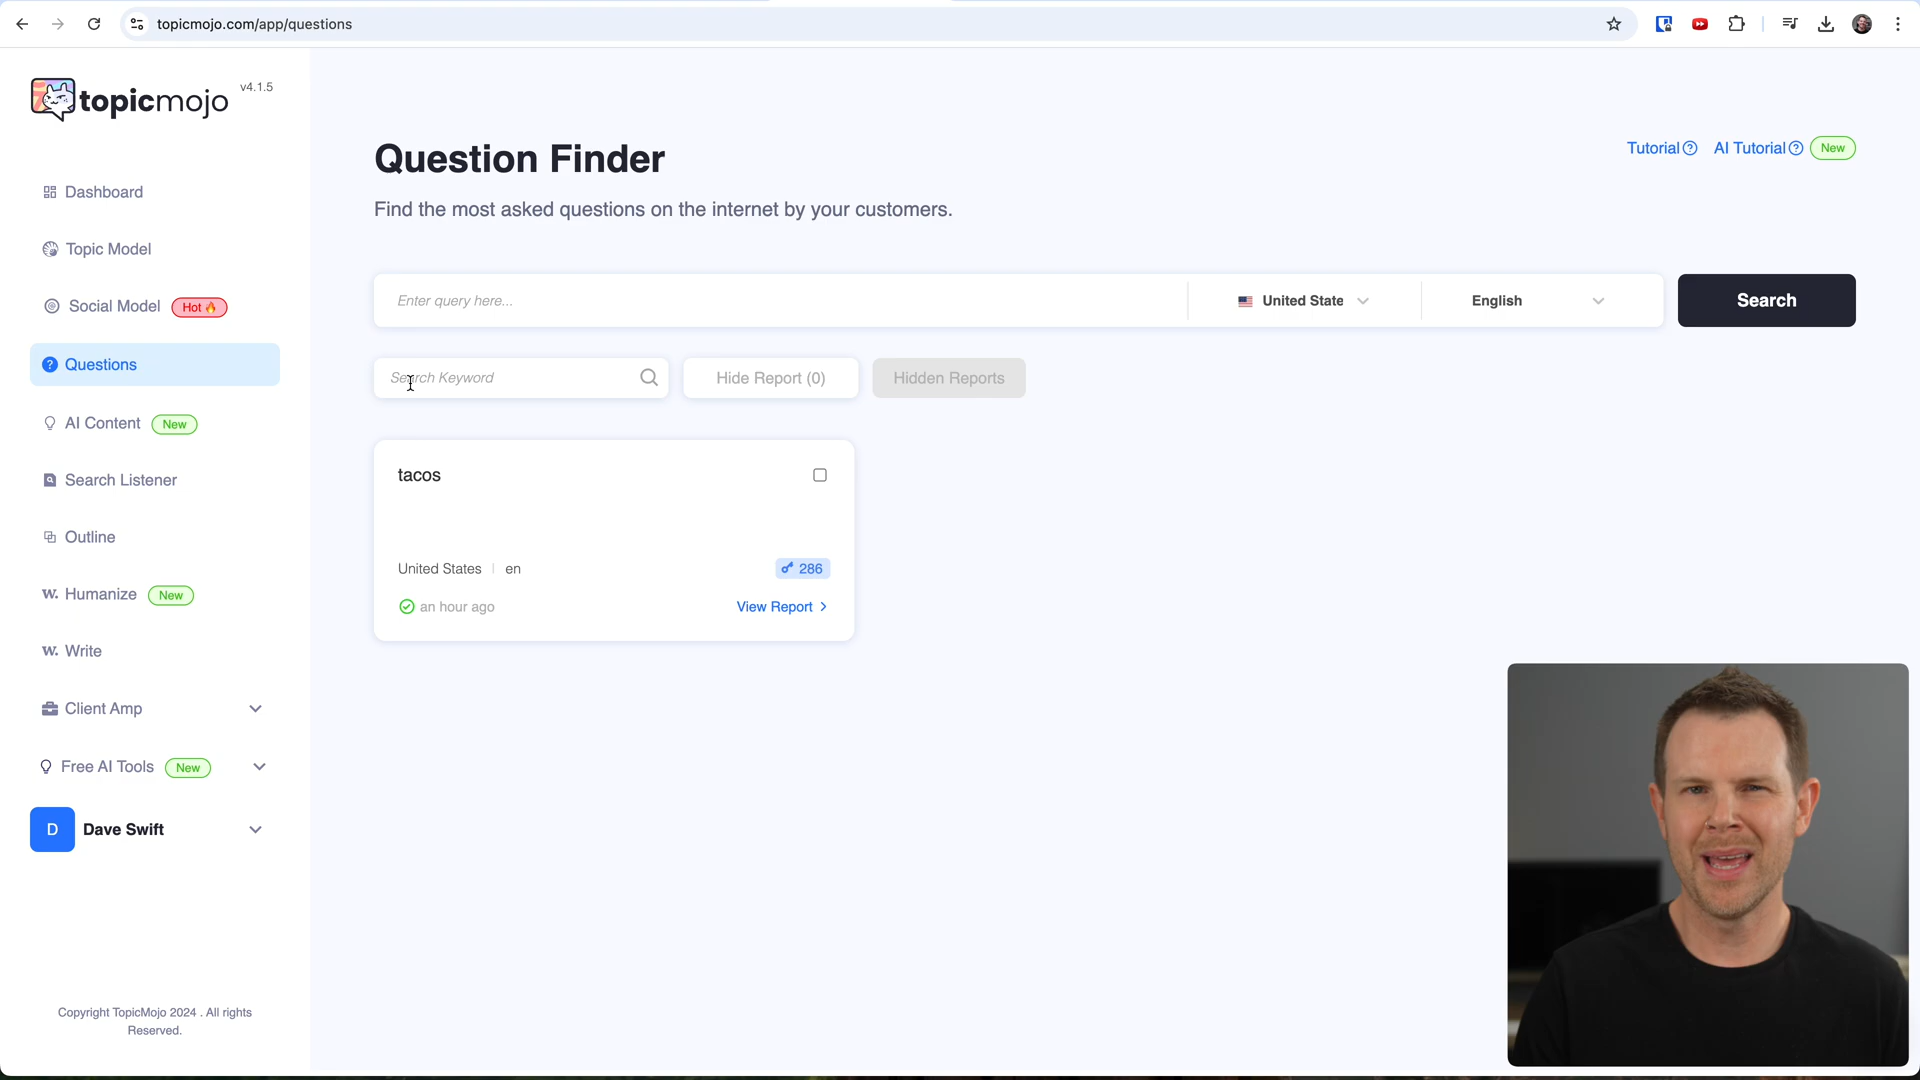 topicmojo.com/app/questions
topicmojo v4.1.5
Dashboard
Topic Model
Social Model Hot
Questions
AI Content New
Search Listener
Outline
w. Humanize New
w. Write
Client Amp
Free AI Tools New
D Dave Swift
Copyright TopicMojo 2024 . All rights
Reserved.
Question Finder
Tutorial AI Tutorial New
Find the most asked questions on the internet by your customers.
Enter query here... United State English Search
Search Keyword Hide Report (0) Hidden Reports
tacos
United States en 286
an hour ago View Report